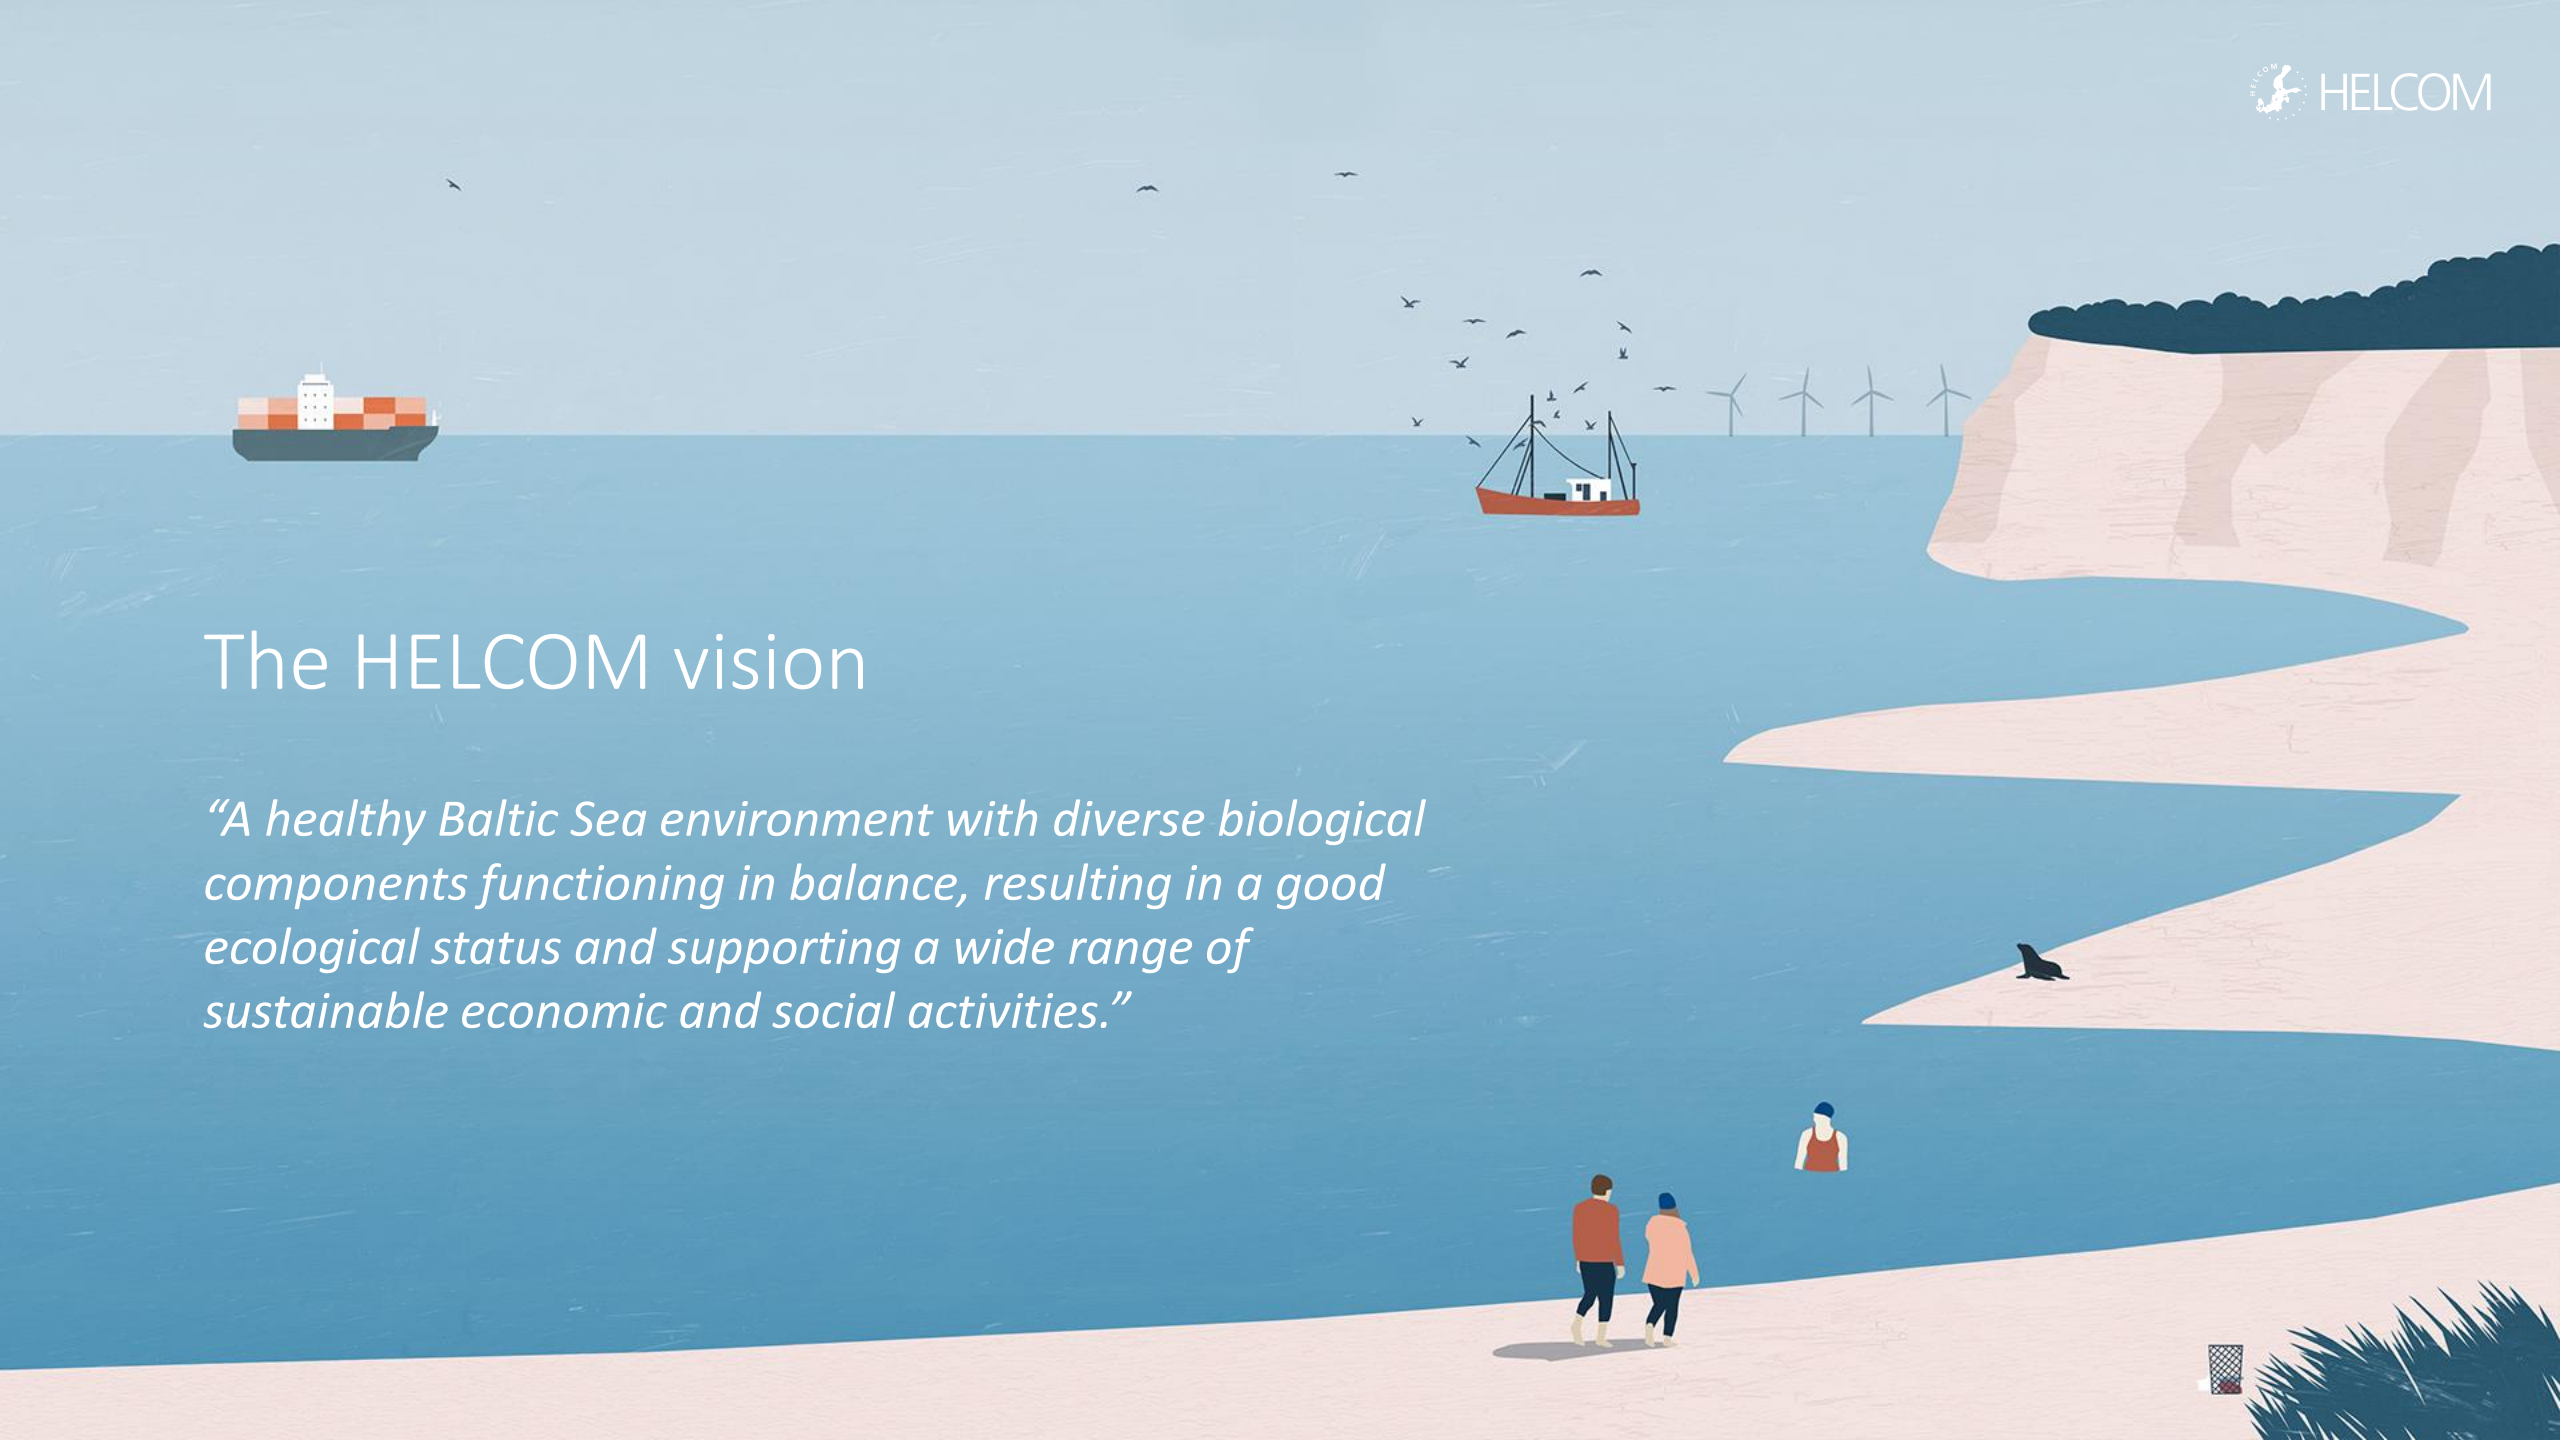 HELCOM
HELCOM
The HELCOM vision
“A healthy Baltic Sea environment with diverse biological
components functioning in balance, resulting in a good
ecological status and supporting a wide range of
sustainable economic and social activities.”